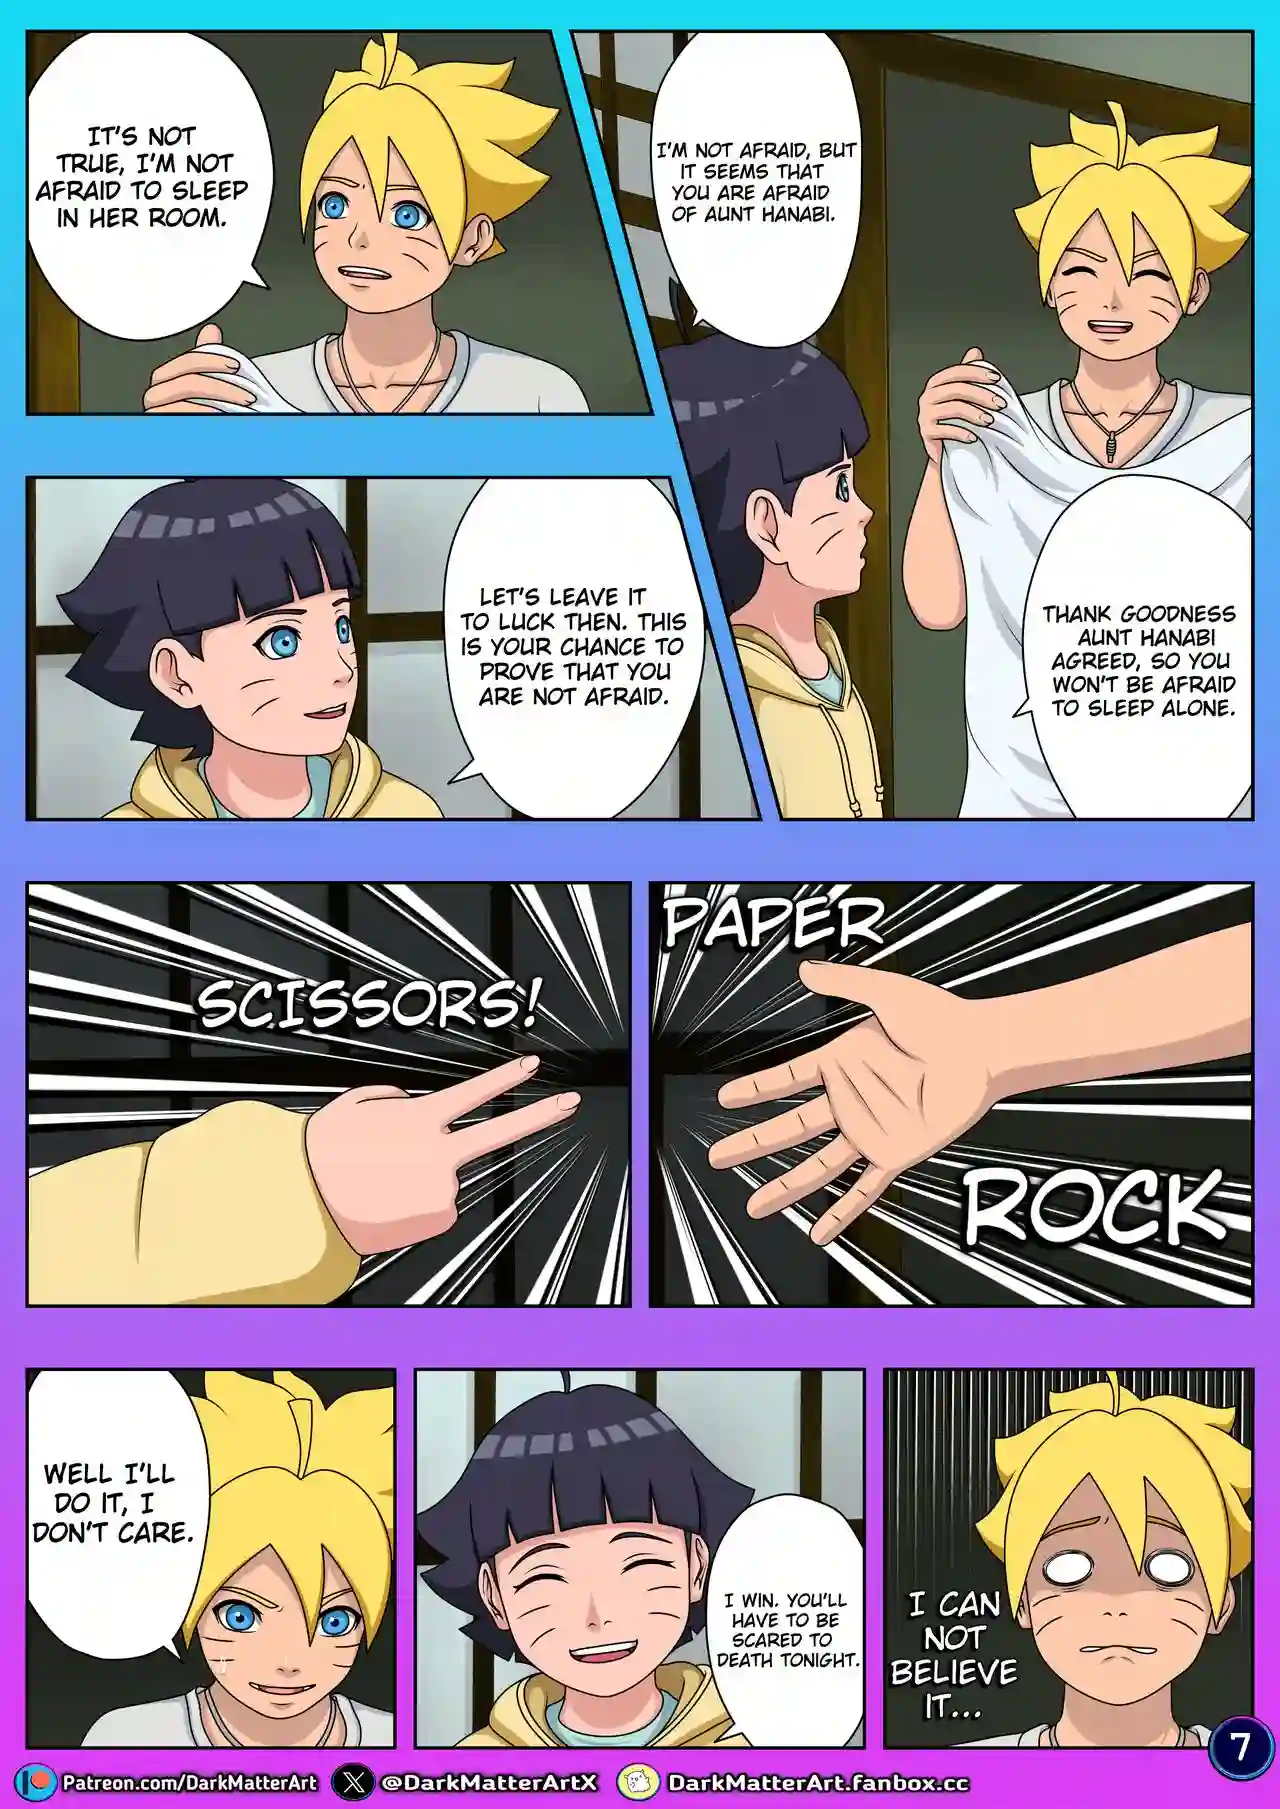 IT'S NOT
TRUE, I'M NOT
AFRAID TO SLEEP
IN HER ROOM.
I'M NOT AFRAID, BUT
IT SEEMS THAT
YOU ARE AFRAID
OF AUNT HANABI.
THANK GOODNESS
AUNT HANABI
AGREED, SO YOU
WON'T BE AFRAID
TO SLEEP ALONE.
LET'S LEAVE IT
TO LUCK THEN. THIS
IS YOUR CHANCE TO
PROVE THAT YOU
ARE NOT AFRAID.
SCISSORS!
PAPER
ROCK
WELL I'LL
DO IT, I
DON'T CARE.
I WIN. YOU'LL
HAVE TO BE
SCARED TO
DEATH TONIGHT.
I CAN
NOT
BELIEVE
IT...
7
Patreon.com/DarkMatterArt
@DarkMatterArtX
DarkMatterArt.fanbox.cc